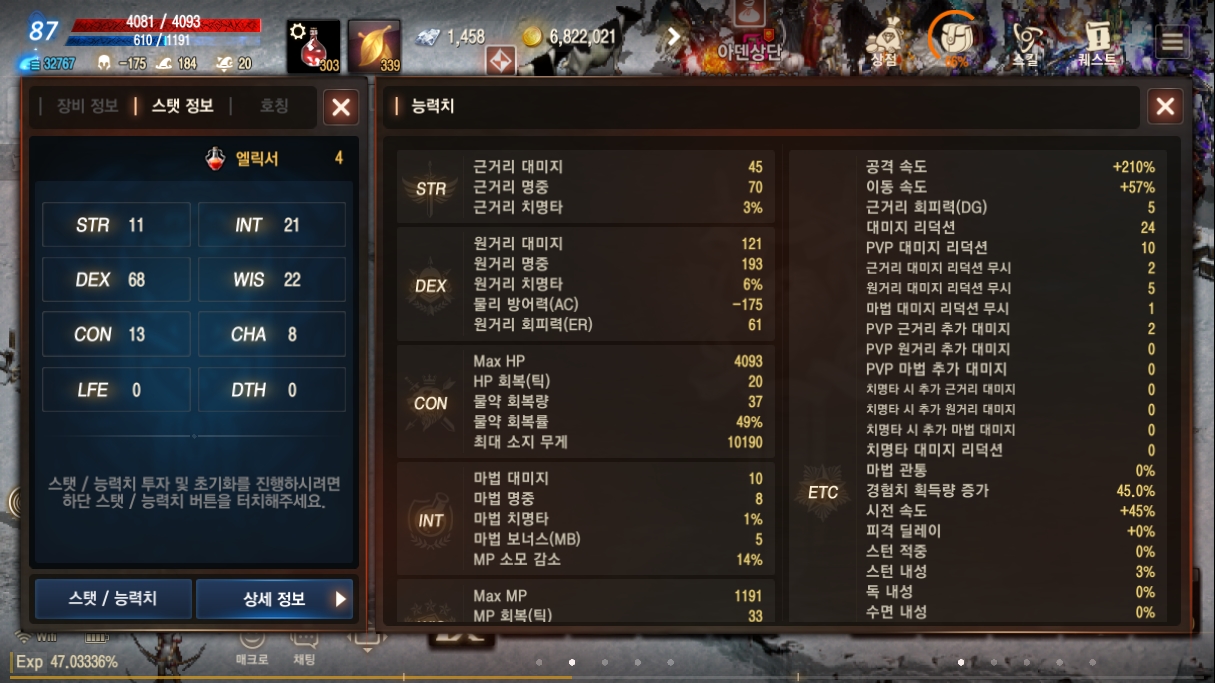 87
4081 / 4093
610 / 1191
32767
-175
184
20
303
339
1,458
6,822,021
아덴상단
상점
스킬
퀘스트
장비 정보
스탯 정보
호칭
엘릭서 4
STR 11
INT 21
DEX 68
WIS 22
CON 13
CHA 8
LFE 0
DTH 0
스탯 / 능력치 투자 및 초기화를 진행하시려면
하단 스탯 / 능력치 버튼을 터치해주세요.
스탯 / 능력치
상세 정보
능력치
STR
근거리 대미지 45
근거리 명중 70
근거리 치명타 3%
DEX
원거리 대미지 121
원거리 명중 193
원거리 치명타 6%
물리 방어력(AC) -175
원거리 회피력(ER) 61
CON
Max HP 4093
HP 회복(틱) 20
물약 회복량 37
물약 회복률 49%
최대 소지 무게 10190
INT
마법 대미지 10
마법 명중 8
마법 치명타 1%
마법 보너스(MB) 5
MP 소모 감소 14%
Max MP 1191
MP 회복(틱) 33
ETC
공격 속도 +210%
이동 속도 +57%
근거리 회피력(DG) 5
대미지 리덕션 24
PVP 대미지 리덕션 10
근거리 대미지 리덕션 무시 2
원거리 대미지 리덕션 무시 5
마법 대미지 리덕션 무시 1
PVP 근거리 추가 대미지 2
PVP 원거리 추가 대미지 0
PVP 마법 추가 대미지 0
치명타 시 추가 근거리 대미지 0
치명타 시 추가 원거리 대미지 0
치명타 시 추가 마법 대미지 0
치명타 대미지 리덕션 0
마법 관통 0%
경험치 획득량 증가 45.0%
시전 속도 +45%
피격 딜레이 +0%
스턴 적중 0%
스턴 내성 3%
독 내성 0%
수면 내성 0%
Wifi
매크로
채팅
Exp 47.03336%